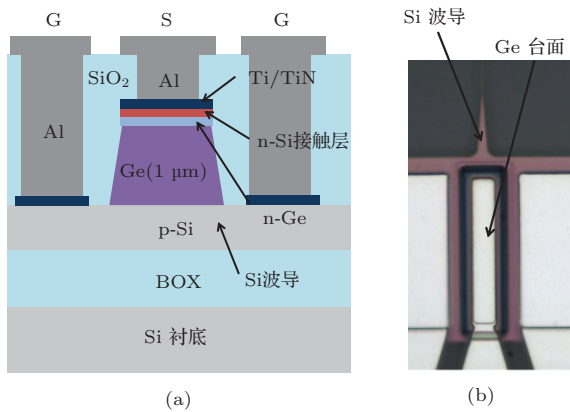 G S G
SiO2
Al
Ti/TiN
Al
n-Si接触层
Ge(1 μm)
n-Ge
p-Si
Si波导
BOX
Si 衬底
(a)
Si 波导
Ge 台面
(b)